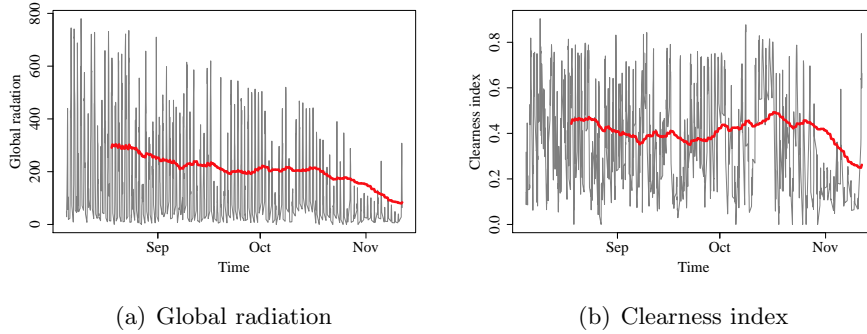 Global radation
800
600
400
200
0
Sep
Oct
Nov
Time
(a) Global radiation
Clearness index
0.8
0.6
0.4
0.2
0.0
Sep
Oct
Nov
Time
(b) Clearness index